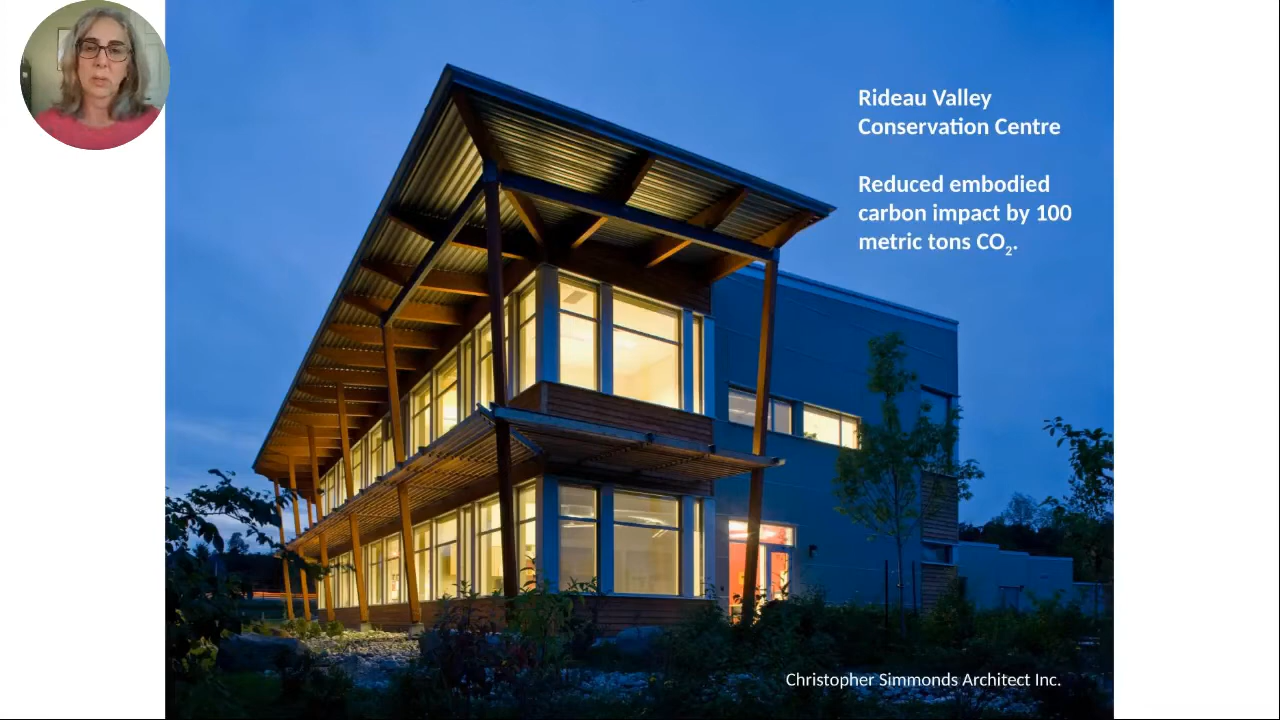 Rideau Valley
Conservation Centre
Reduced embodied
carbon impact by 100
metric tons CO₂.
Christopher Simmonds Architect Inc.